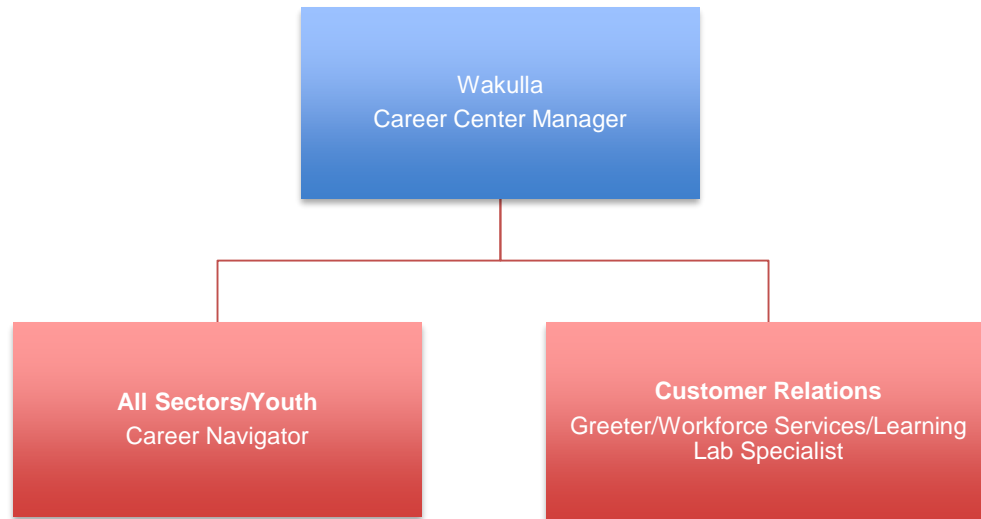 Wakulla
Career Center Manager
All Sectors/Youth
Career Navigator
Customer Relations
Greeter/Workforce Services/Learning
Lab Specialist